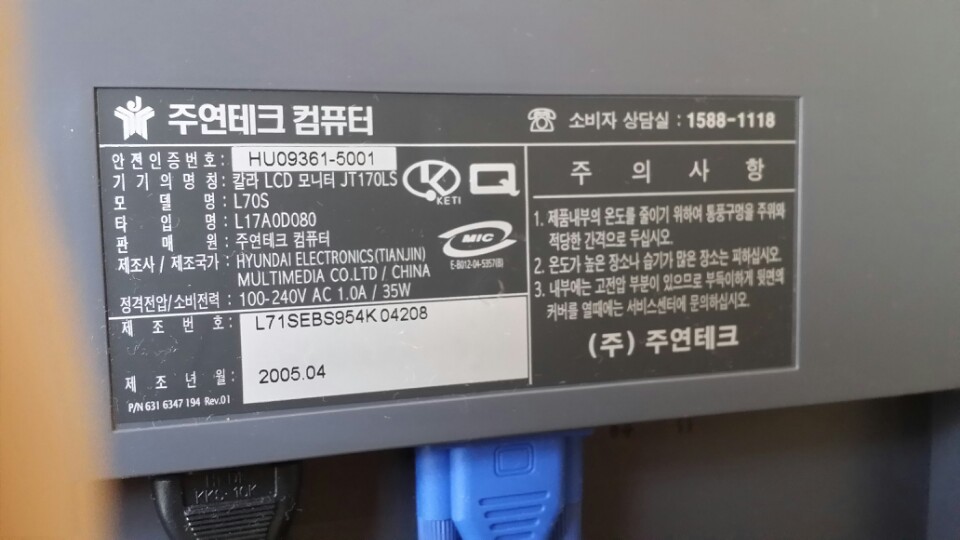 주연테크 컴퓨터
소비자 상담실 : 1588-1118
안전인증번호 : HU09361-5001
기기의명칭 : 칼라 LCD 모니터 JT170LS
모델명 : L70S
타입명 : L17A0D080
판매원 : 주연테크 컴퓨터
제조사 / 제조국가 : HYUNDAI ELECTRONICS(TIANJIN)
MULTIMEDIA CO.LTD / CHINA
정격전압/소비전력 : 100-240V AC 1.0A / 35W
제조번호 : L71SEBS954K04208
제조년월 : 2005.04
P/N 631 6347 194 Rev.01
KETI
MIC
E-B012-04-5357(B)
주의사항
1. 제품내부의 온도를 줄이기 위하여 통풍구멍을 주위와
적당한 간격으로 두십시오.
2. 온도가 높은 장소나 습기가 많은 장소는 피하십시오.
3. 내부에는 고전압 부분이 있으므로 부득이하게 뒷면의
커버를 열때에는 서비스센터에 문의하십시오.
(주) 주연테크